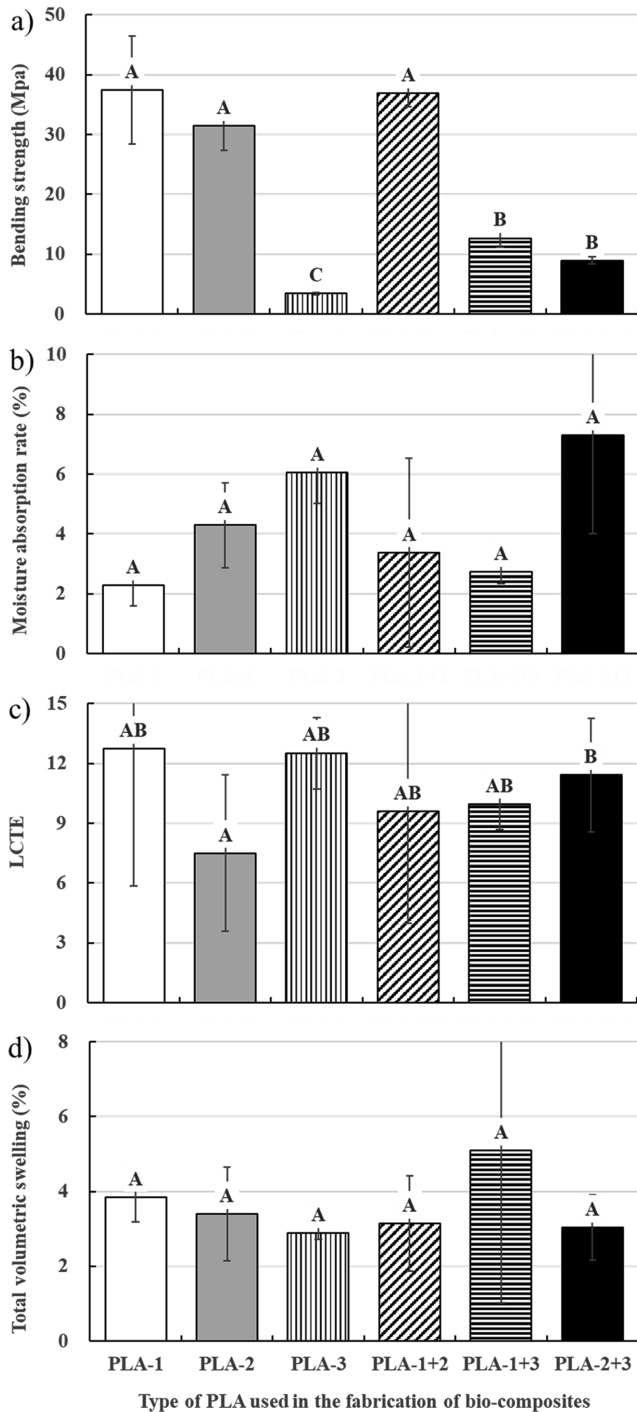 a)
Bending strength (Mpa)
50
40
30
20
10
0
A
A
C
A
B
B
b)
Moisture absorption rate (%)
10
8
6
4
2
0
A
A
A
A
A
A
c)
LCTE
15
12
9
6
3
0
AB
A
AB
AB
AB
B
d)
Total volumetric swelling (%)
8
6
4
2
0
A
A
A
A
A
A
PLA-1 PLA-2 PLA-3 PLA-1+2 PLA-1+3 PLA-2+3
Type of PLA used in the fabrication of bio-composites